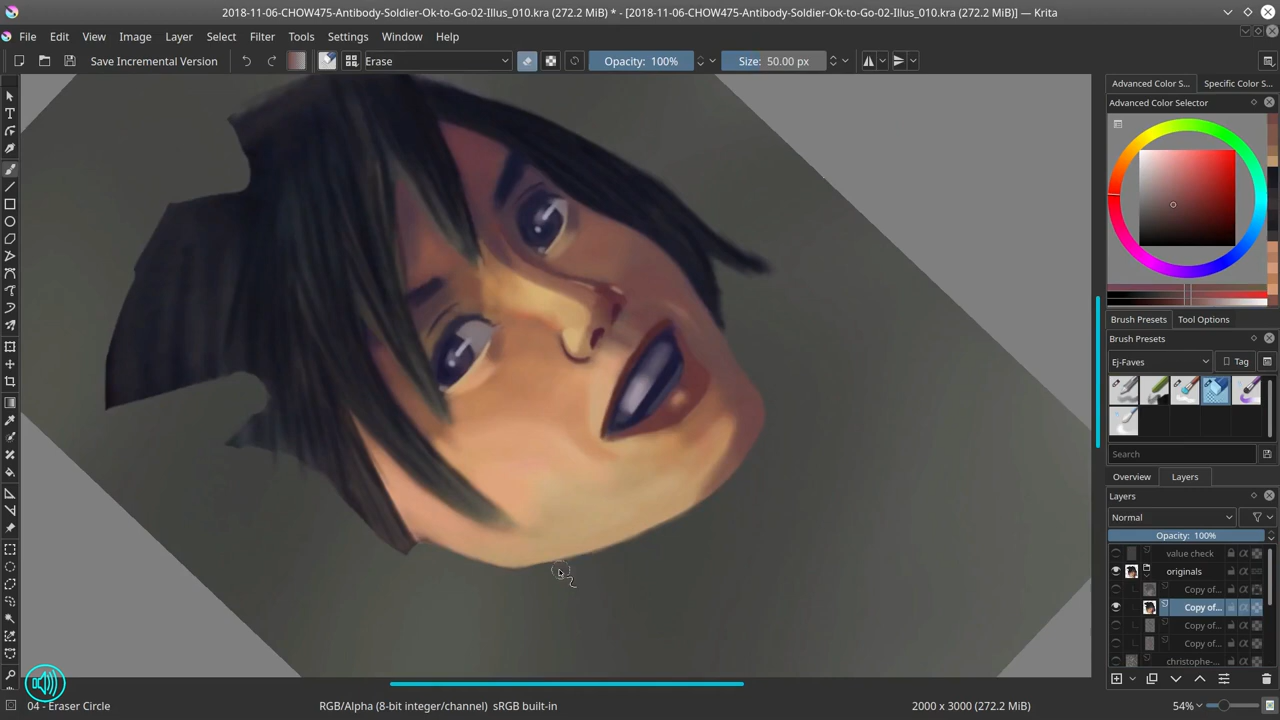 2018-11-06-CHOW475-Antibody-Soldier-Ok-to-Go-02-Illus_010.kra (272.2 MiB) * - [2018-11-06-CHOW475-Antibody-Soldier-Ok-to-Go-02-Illus_010.kra (272.2 MiB)] — Krita
File Edit View Image Layer Select Filter Tools Settings Window Help
Save Incremental Version Erase Opacity: 100% Size: 50.00 px
Advanced Color S... Specific Color S...
Advanced Color Selector
Brush Presets Tool Options
Brush Presets
Ej-Faves Tag
Search
Overview Layers
Layers
Normal
Opacity: 100%
value check
originals
Copy of...
Copy of...
Copy of...
Copy of...
christophe-...
04 - Eraser Circle RGB/Alpha (8-bit integer/channel) sRGB built-in 2000 x 3000 (272.2 MiB) 54%